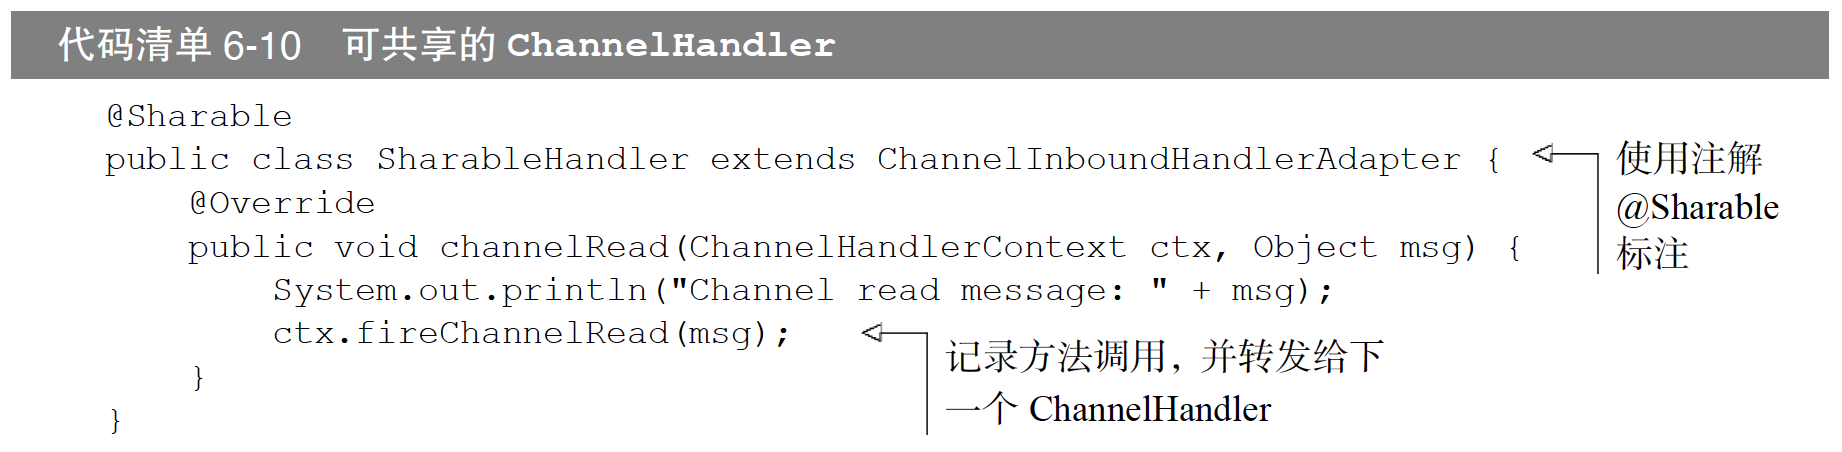 代码清单 6-10 可共享的 ChannelHandler
@Sharable
public class SharableHandler extends ChannelInboundHandlerAdapter {
@Override
public void channelRead(ChannelHandlerContext ctx, Object msg) {
System.out.println("Channel read message: " + msg);
ctx.fireChannelRead(msg);
}
}
使用注解
@Sharable
标注
记录方法调用，并转发给下
一个 ChannelHandler